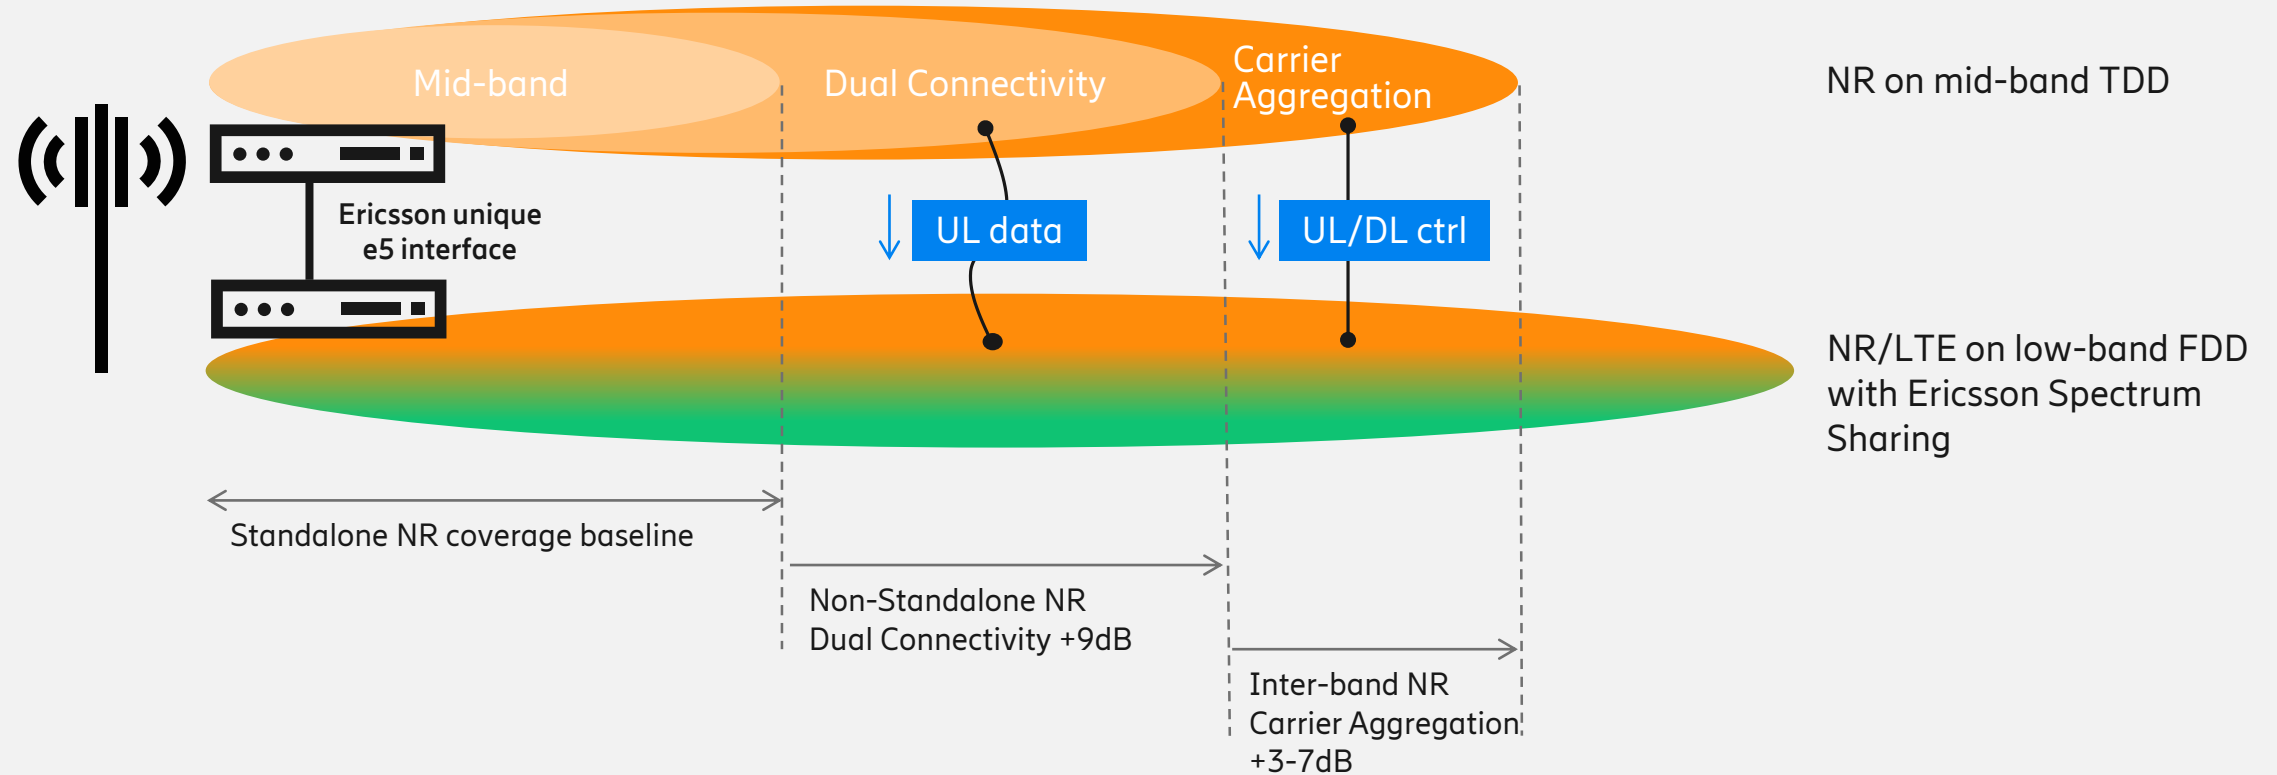 Mid-band
Dual Connectivity
Carrier
Aggregation
NR on mid-band TDD
Ericsson unique
e5 interface
UL data
UL/DL ctrl
NR/LTE on low-band FDD
with Ericsson Spectrum
Sharing
Standalone NR coverage baseline
Non-Standalone NR
Dual Connectivity +9dB
Inter-band NR
Carrier Aggregation
+3-7dB